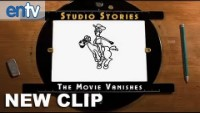 entv
STUDIO STORIES
THE MOVIE VANISHES
NEW CLIP